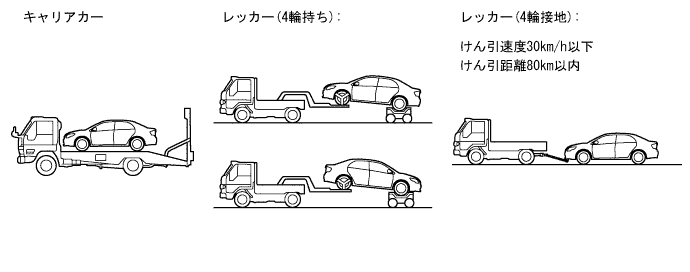 キャリアカー
レッカー(4輪持ち):
レッカー(4輪接地):
けん引速度30km/h以下
けん引距離80km以内